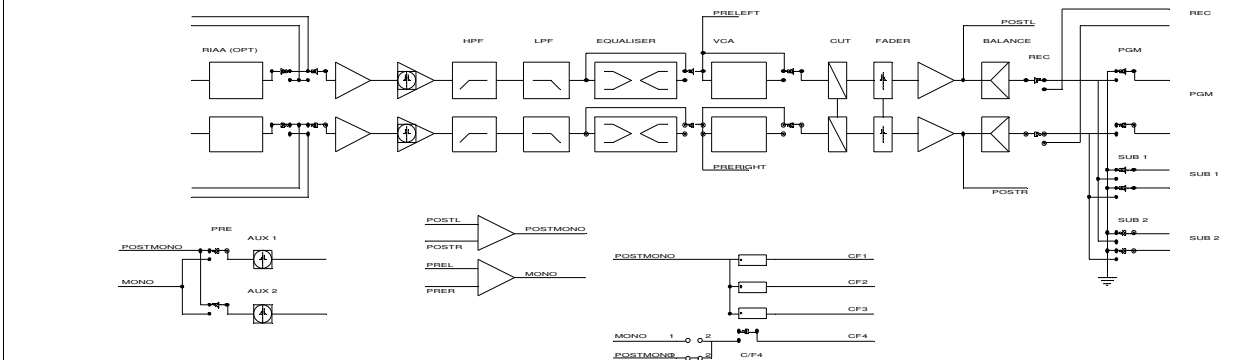 PRELEFT
POSTL
REC
RIAA (OPT)
HPF
LPF
EQUALISER
VCA
CUT
FADER
BALANCE
REC
PGM
PGM
SUB 1
SUB 1
PRERIGHT
POSTR
SUB 2
SUB 2
PRE
AUX 1
POSTMONO
MONO
AUX 2
POSTL
POSTR
POSTMONO
PREL
PRER
MONO
POSTMONO
CF1
CF2
CF3
MONO 1 2
CF4
POSTMONO 2
C/F4